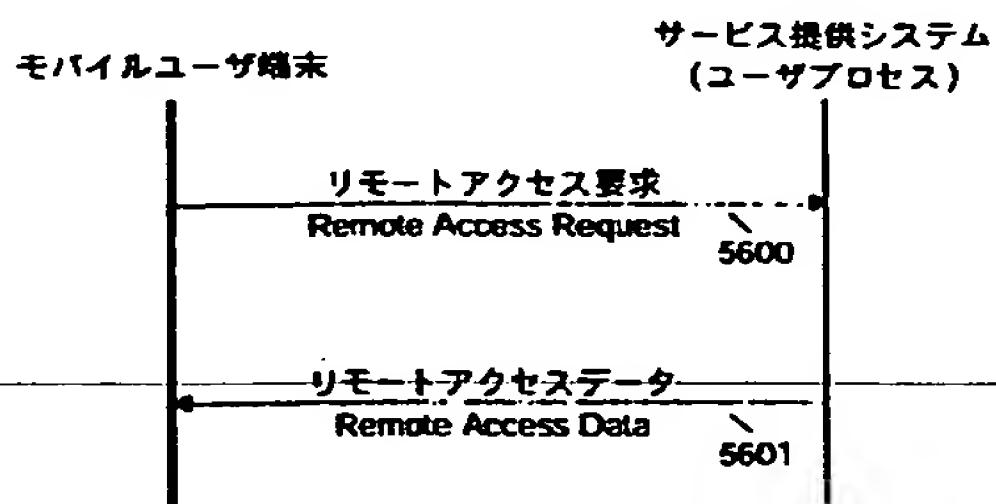 サービス提供システム
モバイルユーザ端末
(ユーザプロセス)
リモートアクセス要求
Remote Access Request
5600
リモートアクセスデータ
Remote Access Data
5601